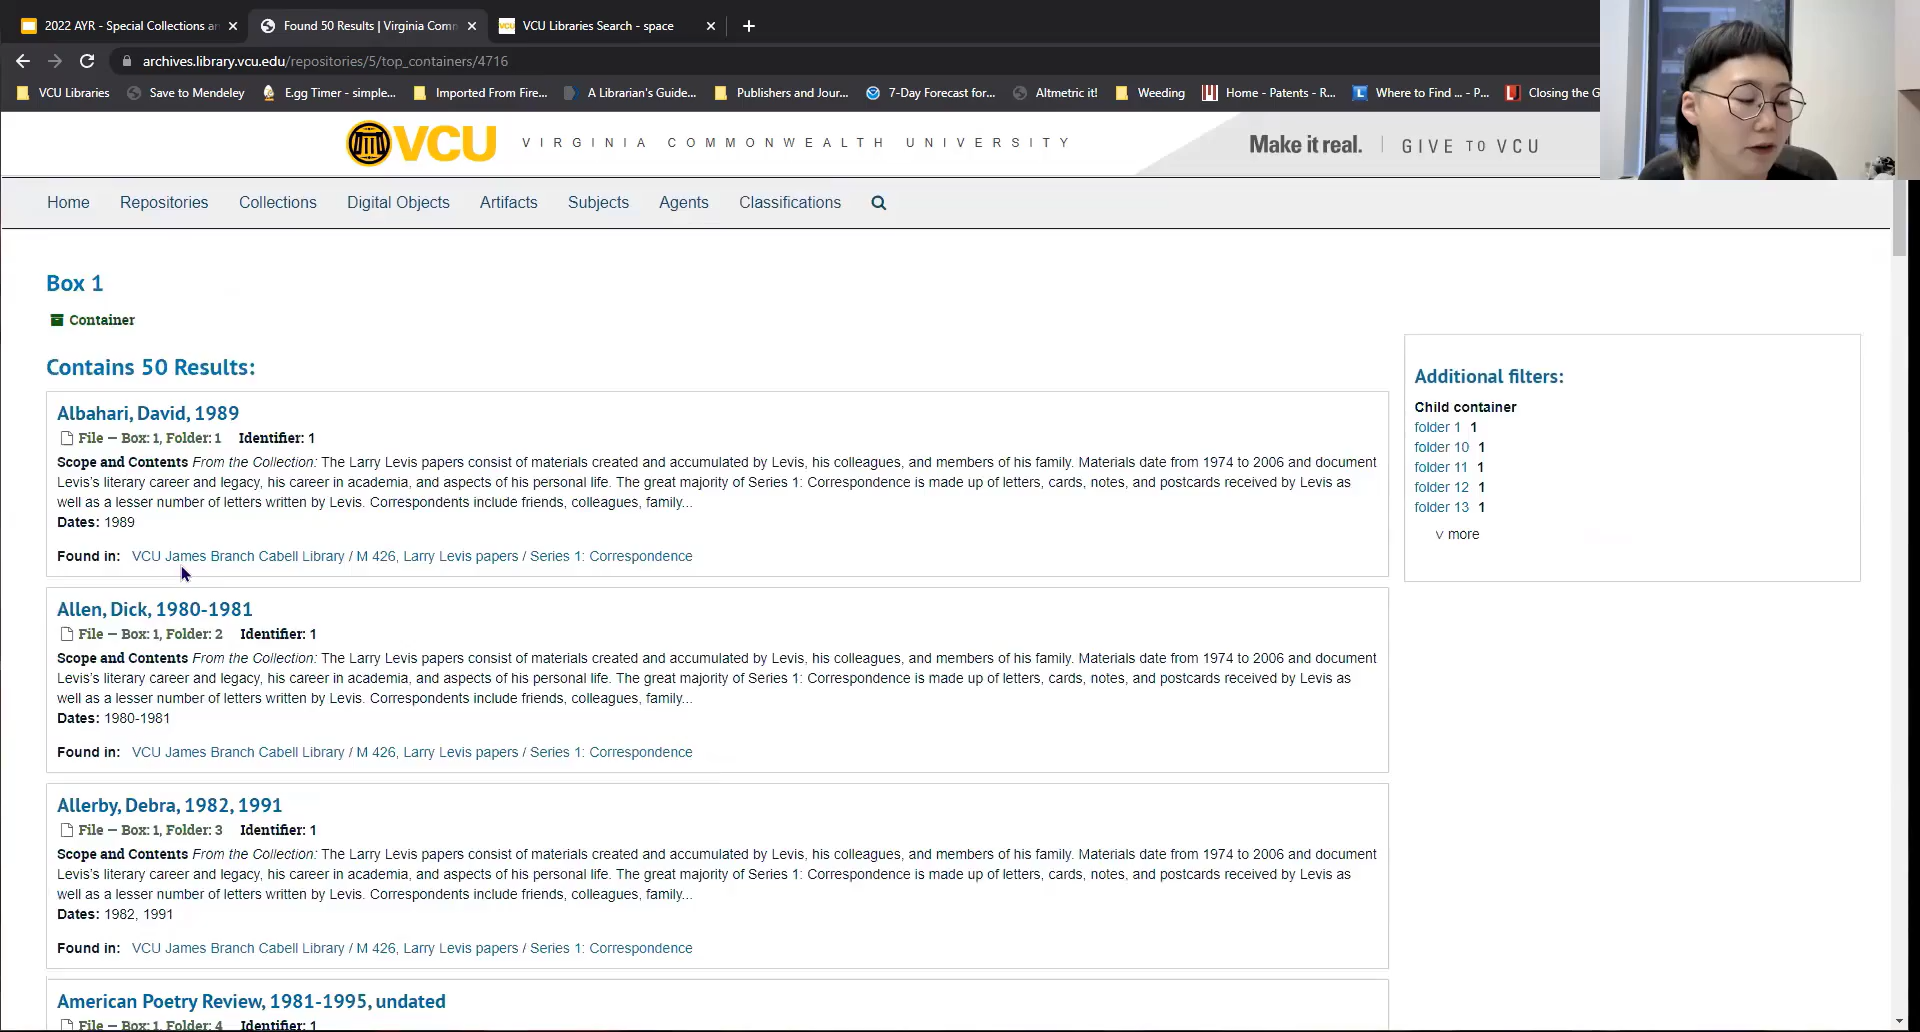 2022 AYR - Special Collections an
Found 50 Results | Virginia Comm
VCU Libraries Search - space
archives.library.vcu.edu/repositories/5/top_containers/4716
VCU Libraries
Save to Mendeley
E.gg Timer - simple...
Imported From Fire...
A Librarian's Guide...
Publishers and Jour...
7-Day Forecast for...
Altmetric it!
Weeding
Home - Patents - R...
Where to Find ... - P...
Closing the G
VCU VIRGINIA COMMONWEALTH UNIVERSITY
Make it real. | GIVE TO VCU
Home Repositories Collections Digital Objects Artifacts Subjects Agents Classifications
Box 1
Container
Contains 50 Results:
Albahari, David, 1989
File — Box: 1, Folder: 1 Identifier: 1
Scope and Contents From the Collection: The Larry Levis papers consist of materials created and accumulated by Levis, his colleagues, and members of his family. Materials date from 1974 to 2006 and document
Levis's literary career and legacy, his career in academia, and aspects of his personal life. The great majority of Series 1: Correspondence is made up of letters, cards, notes, and postcards received by Levis as
well as a lesser number of letters written by Levis. Correspondents include friends, colleagues, family...
Dates: 1989
Found in: VCU James Branch Cabell Library / M 426, Larry Levis papers / Series 1: Correspondence
Allen, Dick, 1980-1981
File — Box: 1, Folder: 2 Identifier: 1
Scope and Contents From the Collection: The Larry Levis papers consist of materials created and accumulated by Levis, his colleagues, and members of his family. Materials date from 1974 to 2006 and document
Levis's literary career and legacy, his career in academia, and aspects of his personal life. The great majority of Series 1: Correspondence is made up of letters, cards, notes, and postcards received by Levis as
well as a lesser number of letters written by Levis. Correspondents include friends, colleagues, family...
Dates: 1980-1981
Found in: VCU James Branch Cabell Library / M 426, Larry Levis papers / Series 1: Correspondence
Allerby, Debra, 1982, 1991
File — Box: 1, Folder: 3 Identifier: 1
Scope and Contents From the Collection: The Larry Levis papers consist of materials created and accumulated by Levis, his colleagues, and members of his family. Materials date from 1974 to 2006 and document
Levis's literary career and legacy, his career in academia, and aspects of his personal life. The great majority of Series 1: Correspondence is made up of letters, cards, notes, and postcards received by Levis as
well as a lesser number of letters written by Levis. Correspondents include friends, colleagues, family...
Dates: 1982, 1991
Found in: VCU James Branch Cabell Library / M 426, Larry Levis papers / Series 1: Correspondence
American Poetry Review, 1981-1995, undated
File — Box: 1, Folder: 4 Identifier: 1
Additional filters:
Child container
folder 1 1
folder 10 1
folder 11 1
folder 12 1
folder 13 1
∨ more